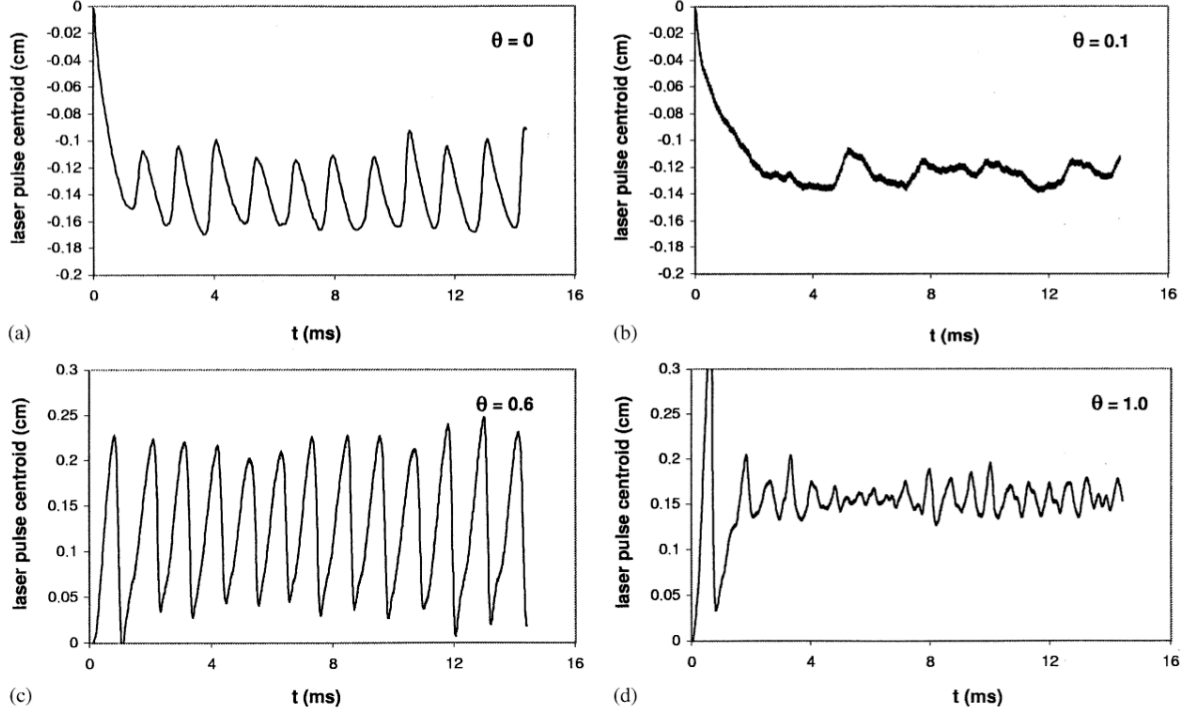 θ = 0
laser pulse centroid (cm)
0
-0.02
-0.04
-0.06
-0.08
-0.1
-0.12
-0.14
-0.16
-0.18
-0.2
0 4 8 12 16
t (ms)
(a)
θ = 0.1
laser pulse centroid (cm)
0
-0.02
-0.04
-0.06
-0.08
-0.1
-0.12
-0.14
-0.16
-0.18
-0.2
0 4 8 12 16
t (ms)
(b)
θ = 0.6
laser pulse centroid (cm)
0.3
0.25
0.2
0.15
0.1
0.05
0
0 4 8 12 16
t (ms)
(c)
θ = 1.0
laser pulse centroid (cm)
0.3
0.25
0.2
0.15
0.1
0.05
0
0 4 8 12 16
t (ms)
(d)